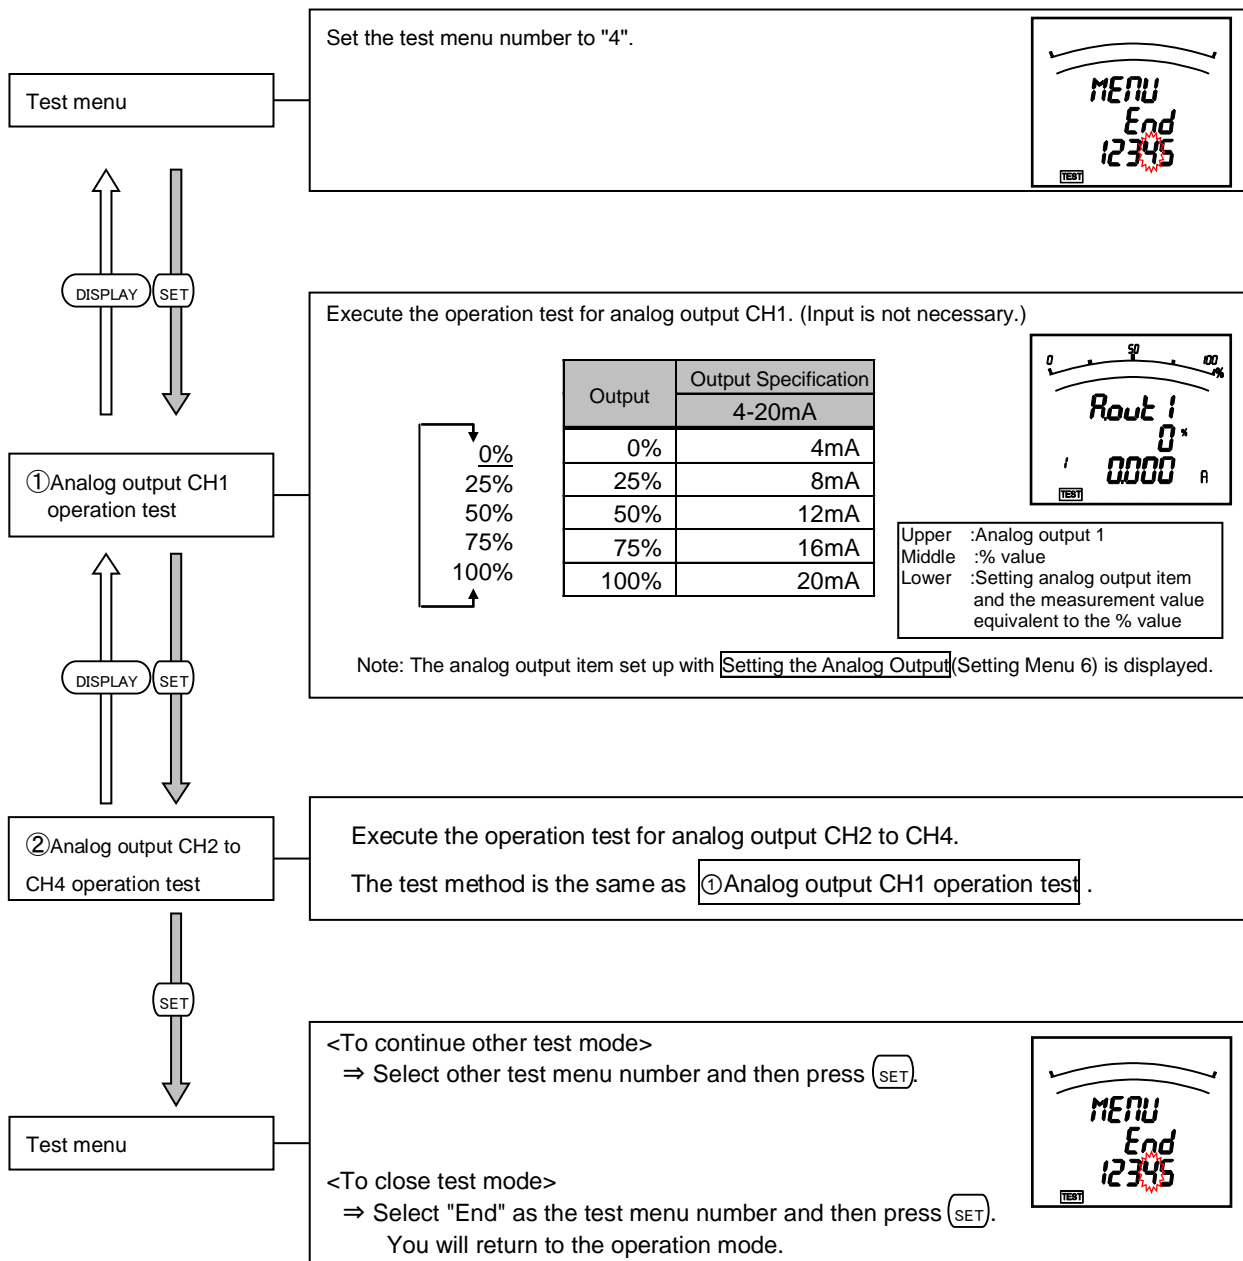 Test menu
Set the test menu number to "4".
MENU
End
12345
TEST
DISPLAY
SET
①Analog output CH1
operation test
Execute the operation test for analog output CH1. (Input is not necessary.)
0%
25%
50%
75%
100%
Output
Output Specification
4-20mA
0% 4mA
25% 8mA
50% 12mA
75% 16mA
100% 20mA
0 50 100
%
A.out 1
0 %
1 0.000 A
TEST
Upper :Analog output 1
Middle :% value
Lower :Setting analog output item
and the measurement value
equivalent to the % value
Note: The analog output item set up with Setting the Analog Output(Setting Menu 6) is displayed.
DISPLAY
SET
②Analog output CH2 to
CH4 operation test
Execute the operation test for analog output CH2 to CH4.
The test method is the same as ①Analog output CH1 operation test .
SET
Test menu
<To continue other test mode>
⇒ Select other test menu number and then press SET.
<To close test mode>
⇒ Select "End" as the test menu number and then press SET.
You will return to the operation mode.
MENU
End
12345
TEST